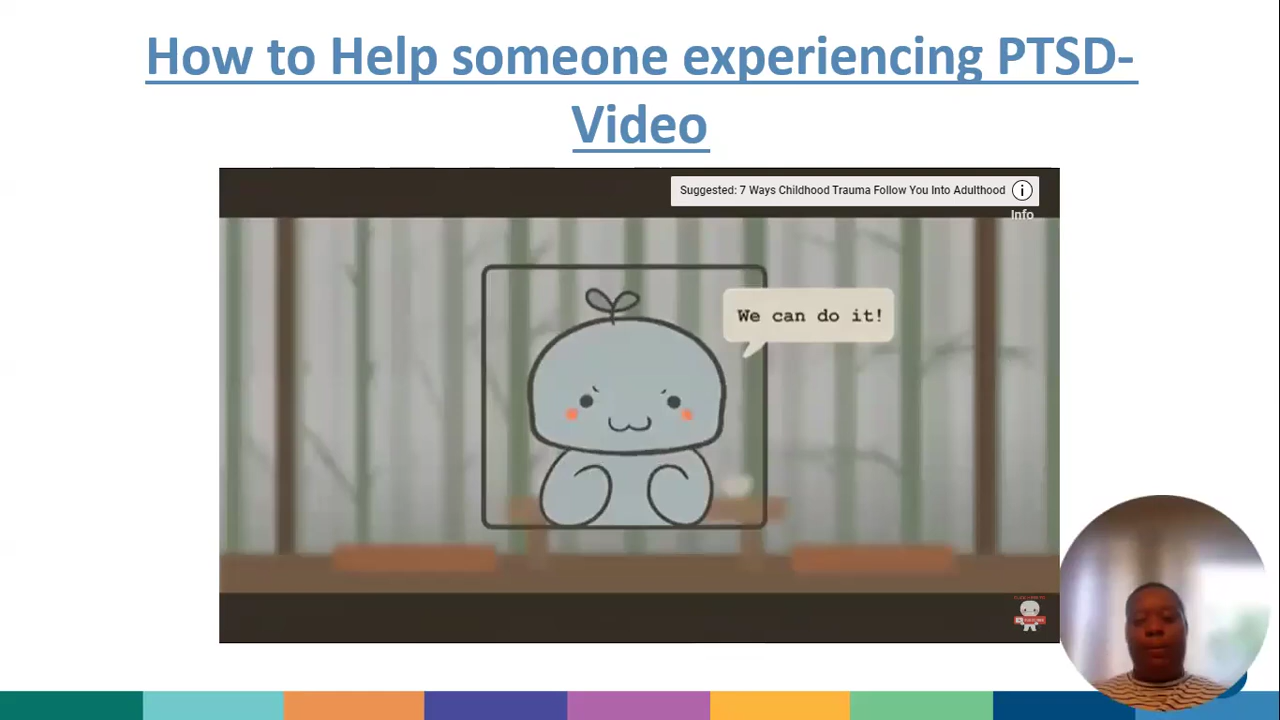 How to Help someone experiencing PTSD-
Video
Suggested: 7 Ways Childhood Trauma Follow You Into Adulthood
Info
We can do it!